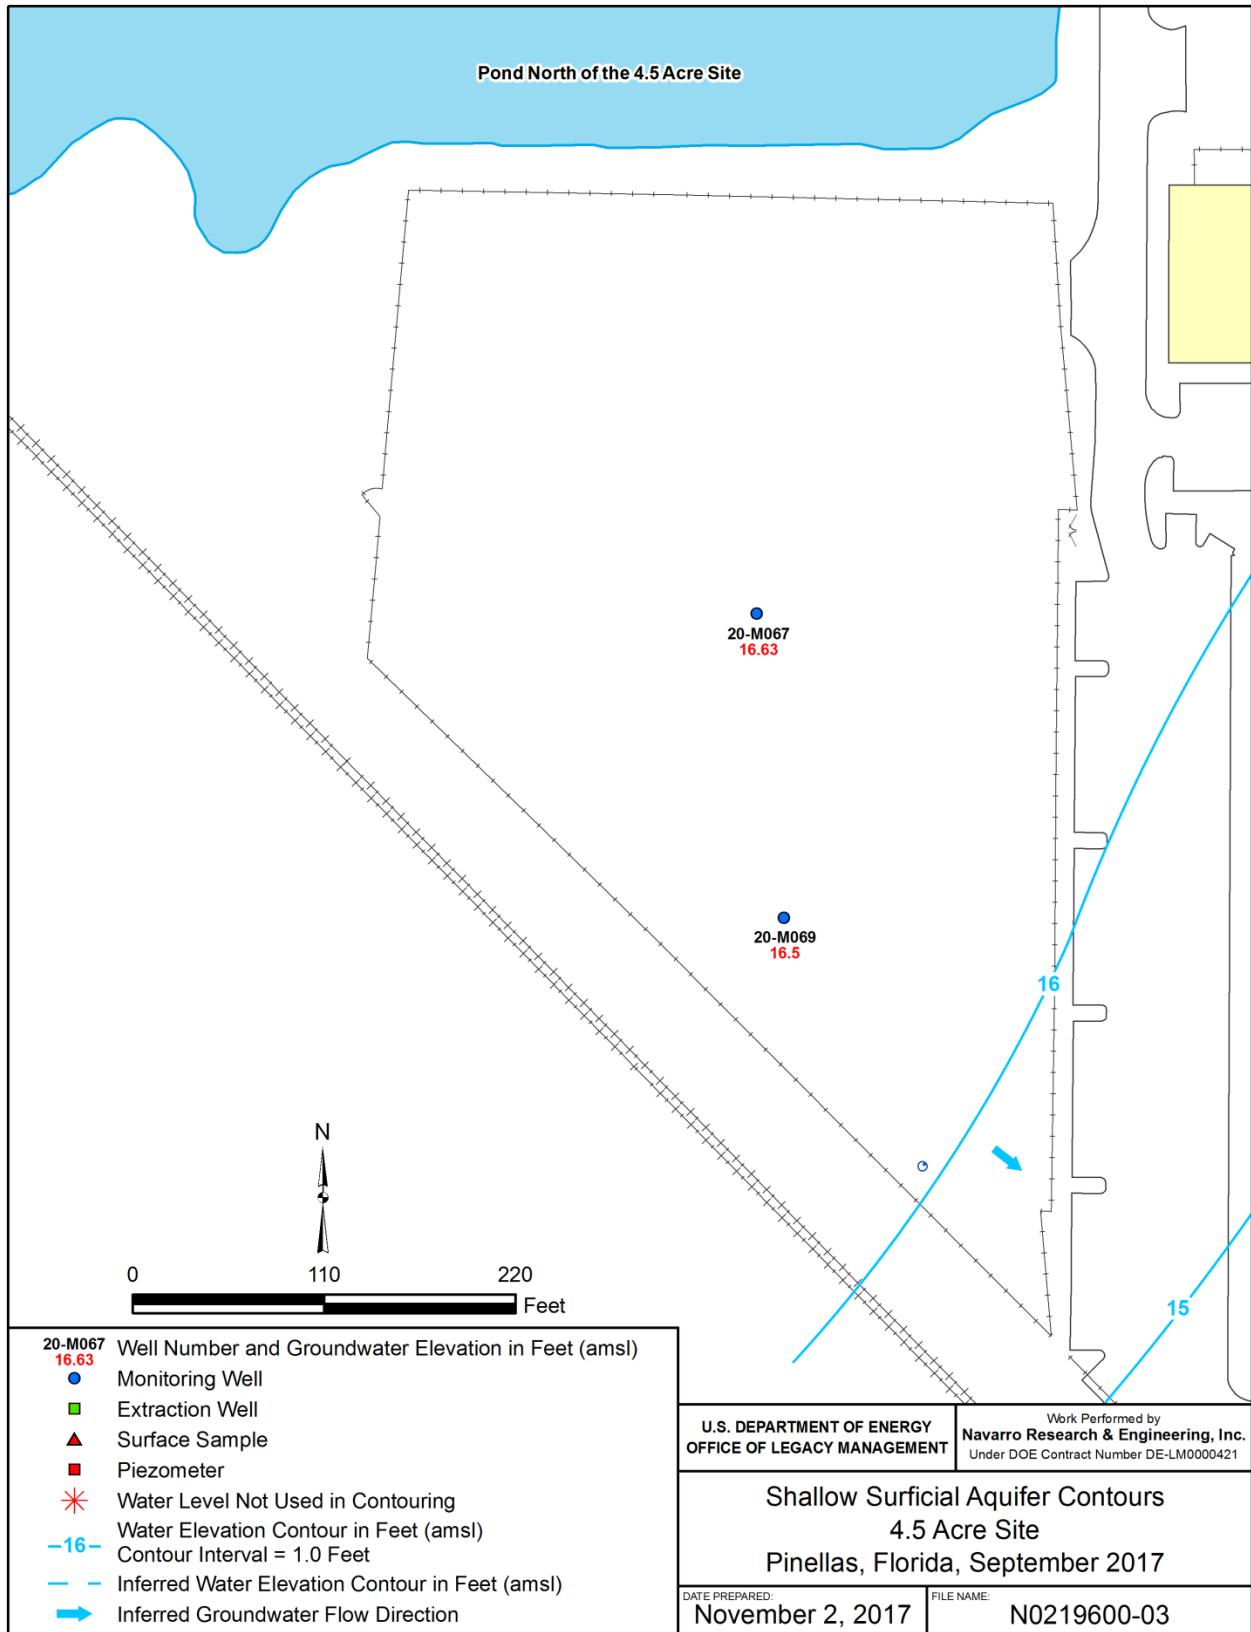 Pond North of the 4.5 Acre Site
20-M067
16.63
20-M069
16.5
16
15
N
0 110 220
Feet
20-M067
16.63
Well Number and Groundwater Elevation in Feet (amsl)
Monitoring Well
Extraction Well
Surface Sample
Piezometer
Water Level Not Used in Contouring
16
Water Elevation Contour in Feet (amsl)
Contour Interval = 1.0 Feet
Inferred Water Elevation Contour in Feet (amsl)
Inferred Groundwater Flow Direction
U.S. DEPARTMENT OF ENERGY
OFFICE OF LEGACY MANAGEMENT
Work Performed by
Navarro Research & Engineering, Inc.
Under DOE Contract Number DE-LM0000421
Shallow Surficial Aquifer Contours
4.5 Acre Site
Pinellas, Florida, September 2017
DATE PREPARED:
November 2, 2017
FILE NAME:
N0219600-03